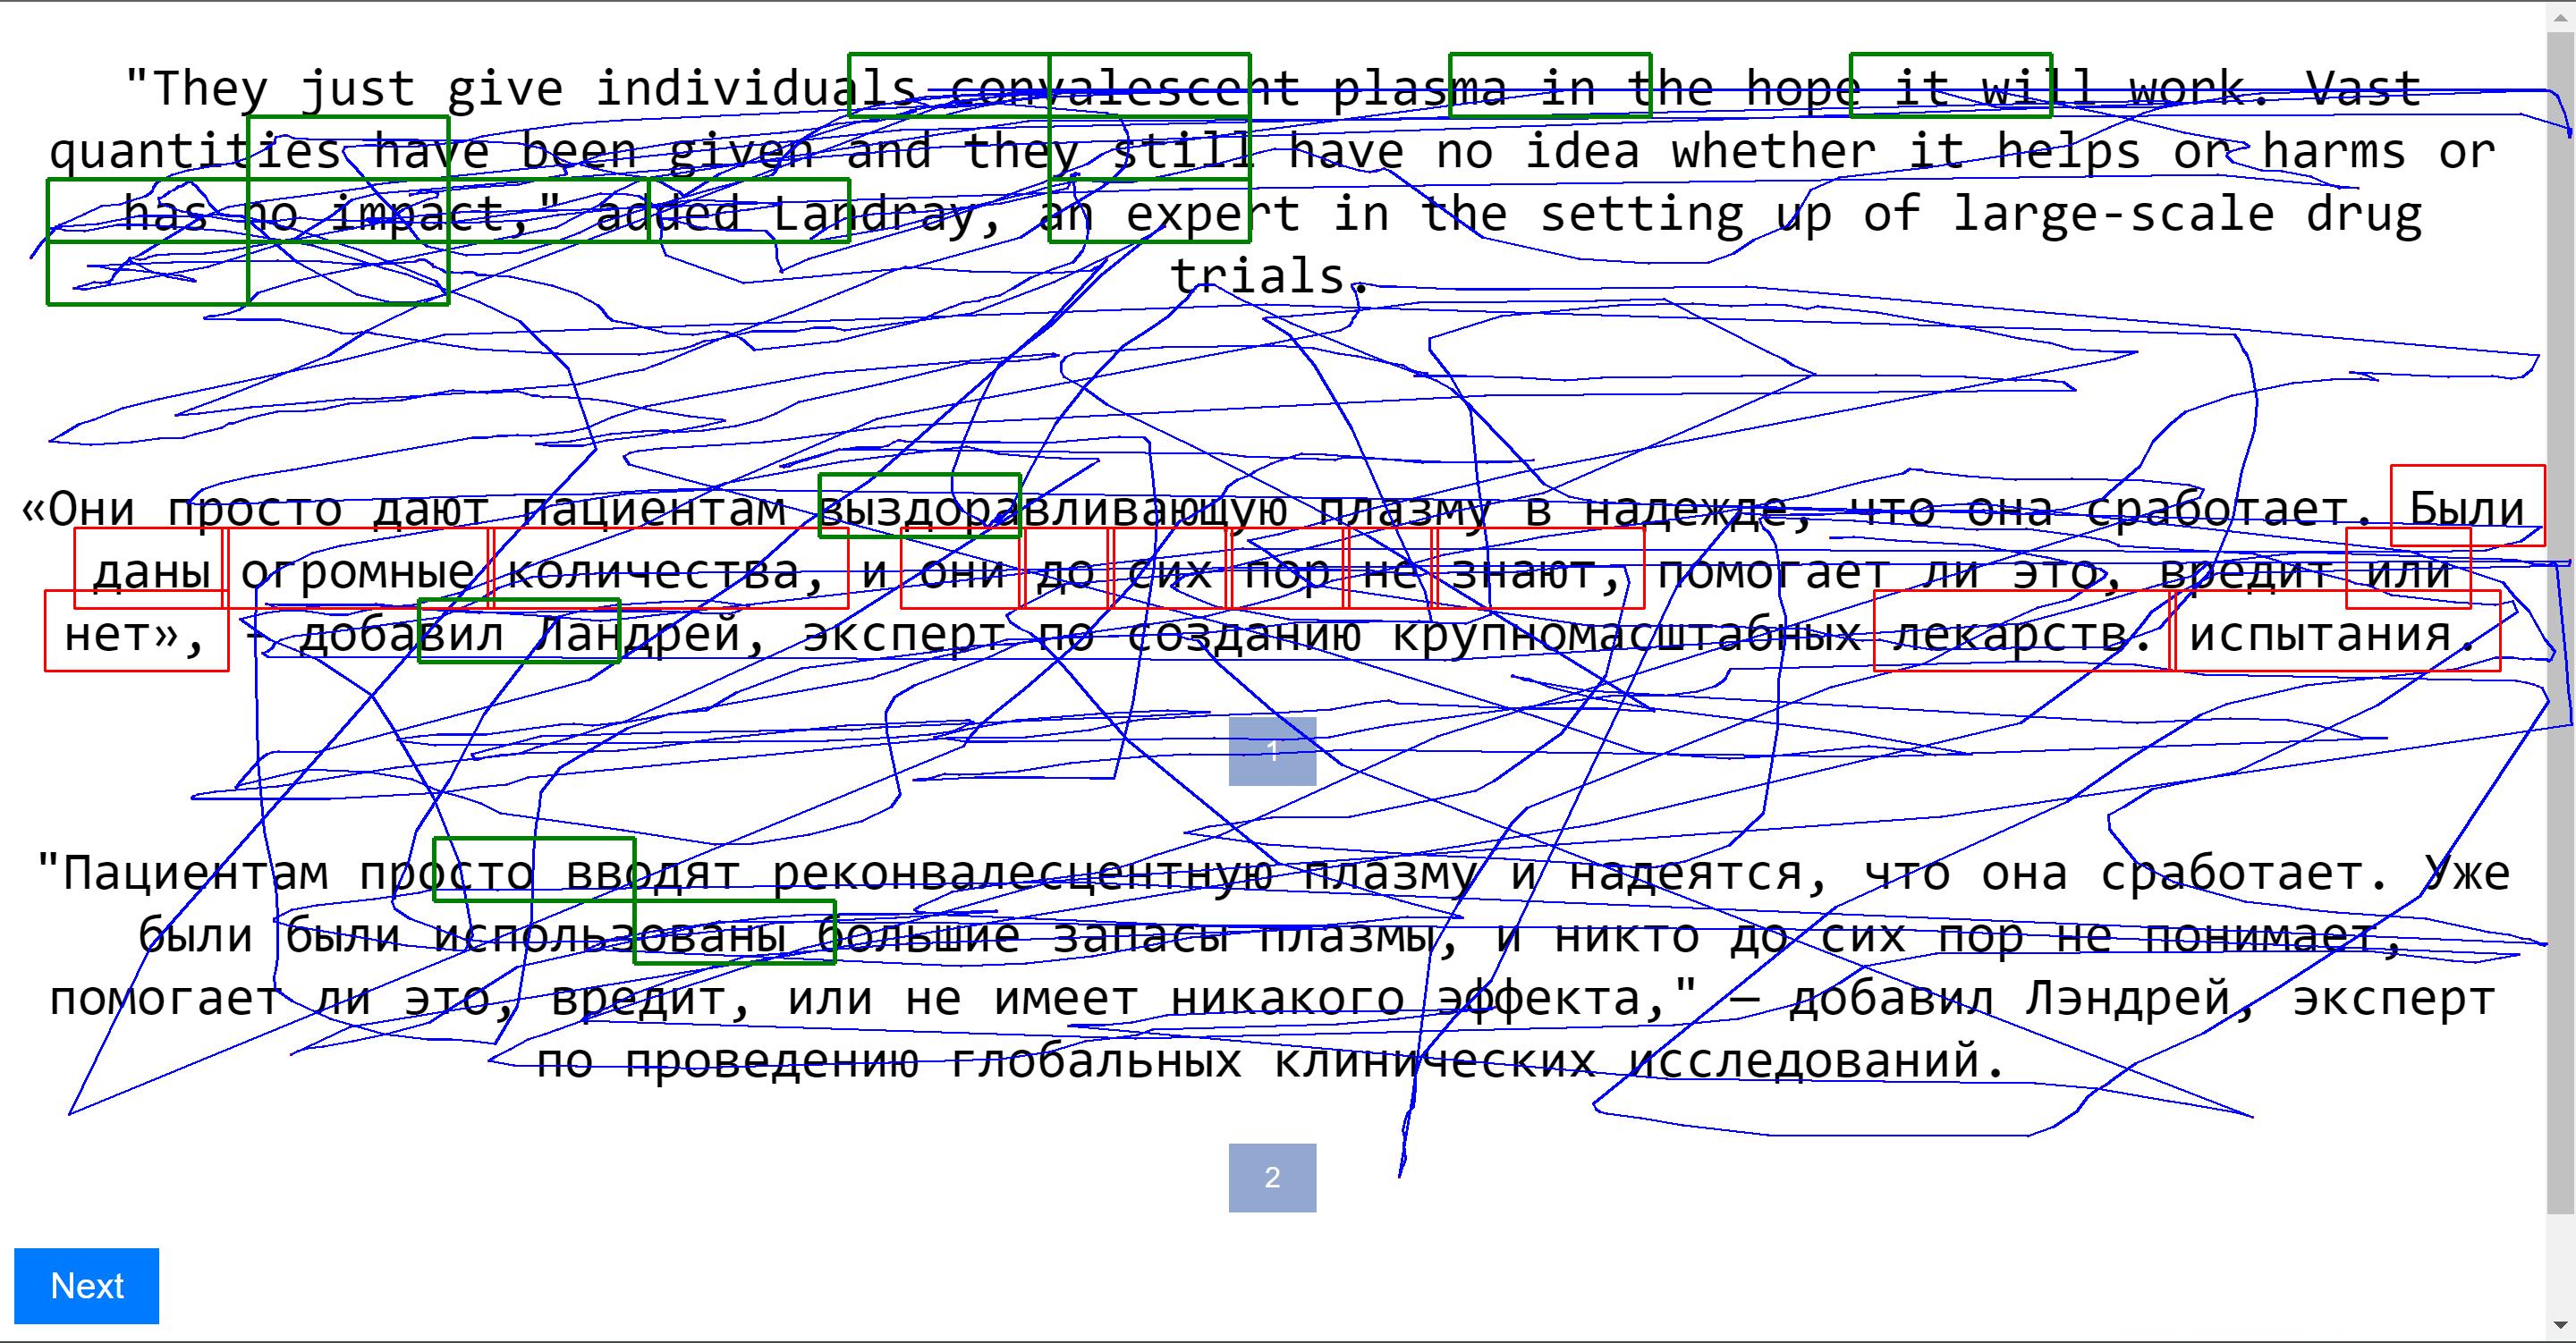 "They just give individuals convalescent plasma in the hope it will work. Vast
quantities have been given and they still have no idea whether it helps or harms or
has no impact," added Landray, an expert in the setting up of large-scale drug
trials.
«Они просто дают пациентам выздоравливающую плазму в надежде, что она сработает. Были
даны огромные количества, и они до сих пор не знают, помогает ли это, вредит или
нет», – добавил Ландрей, эксперт по созданию крупномасштабных лекарств. испытания.
1
"Пациентам просто вводят реконвалесцентную плазму и надеятся, что она сработает. Уже
были были использованы большие запасы плазмы, и никто до сих пор не понимает,
помогает ли это, вредит, или не имеет никакого эффекта," — добавил Лэндрей, эксперт
по проведению глобальных клинических исследований.
2
Next